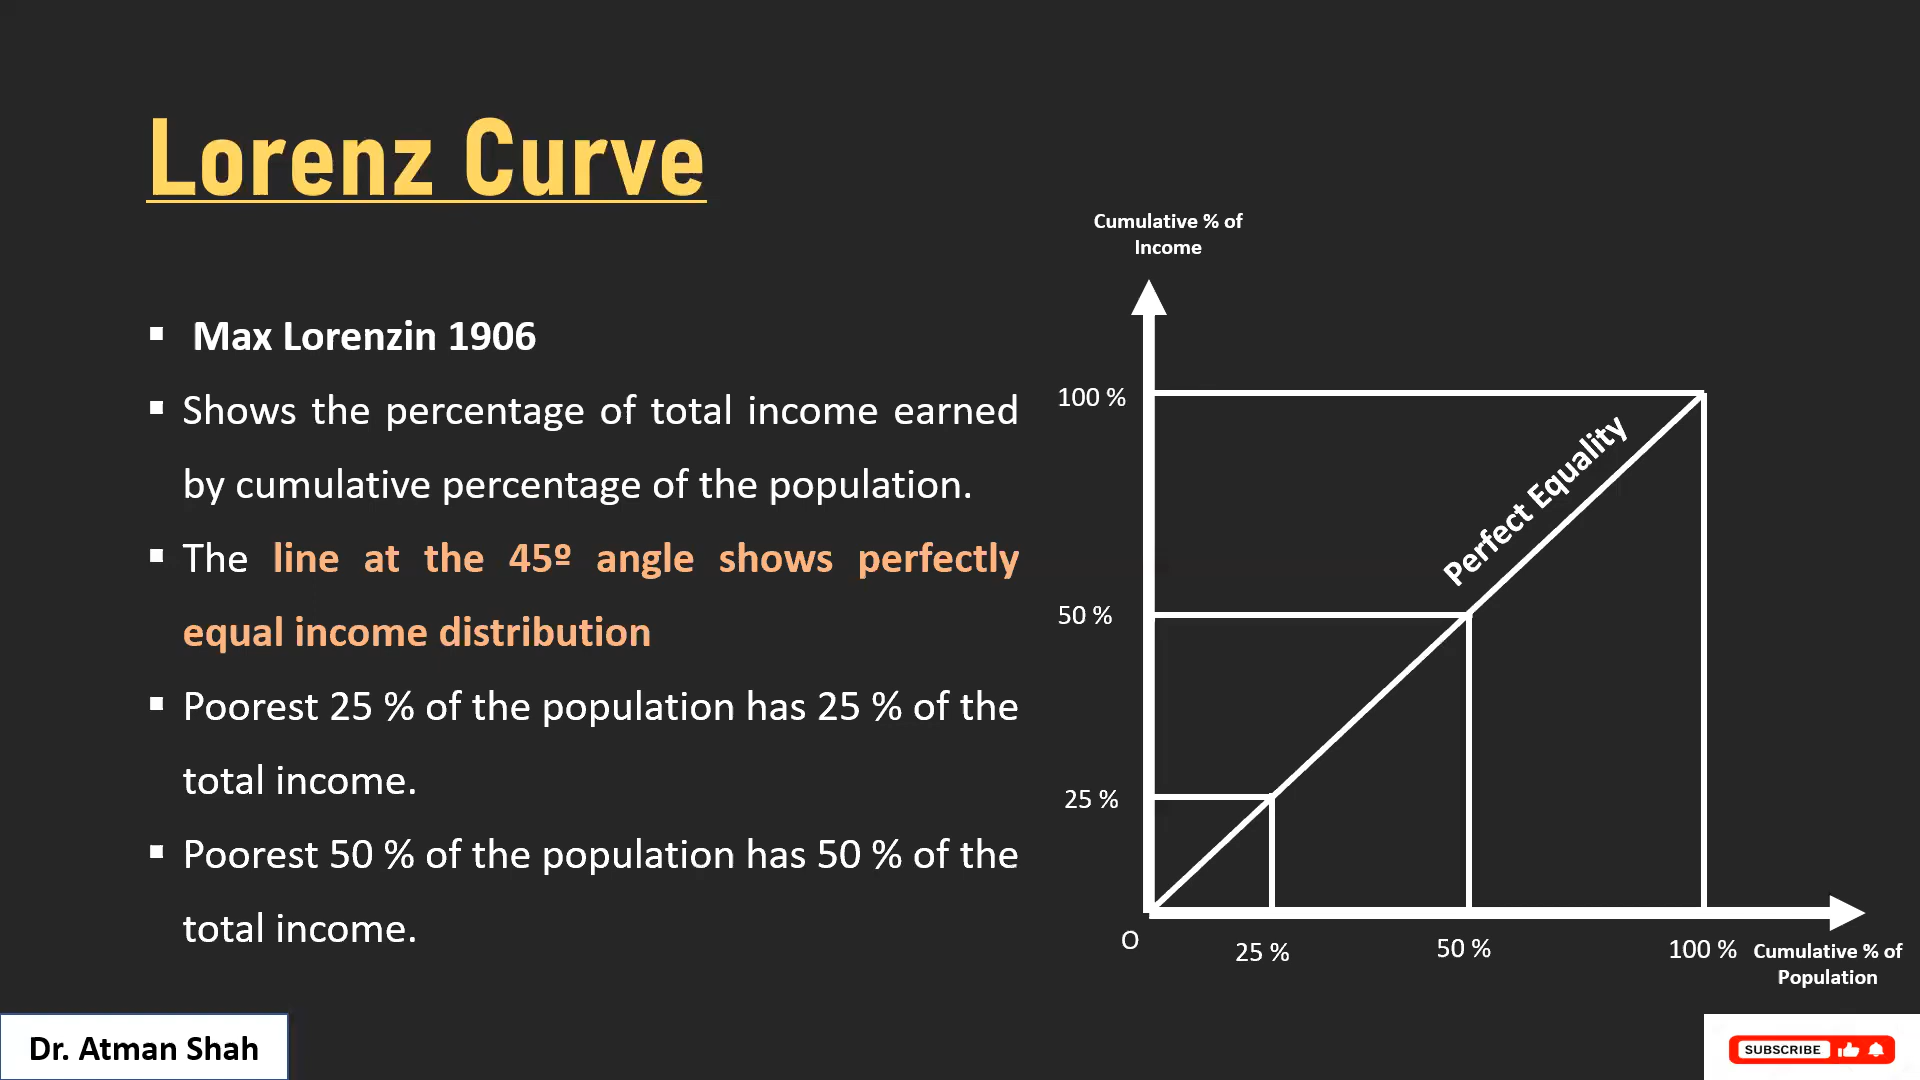 Lorenz Curve
▪ Max Lorenzin 1906
▪ Shows the percentage of total income earned
by cumulative percentage of the population.
▪ The line at the 45º angle shows perfectly
equal income distribution
▪ Poorest 25 % of the population has 25 % of the
total income.
▪ Poorest 50 % of the population has 50 % of the
total income.
Cumulative % of
Income
100 %
Perfect Equality
50 %
25 %
O
25 %
50 %
100 %
Cumulative % of
Population
Dr. Atman Shah
SUBSCRIBE